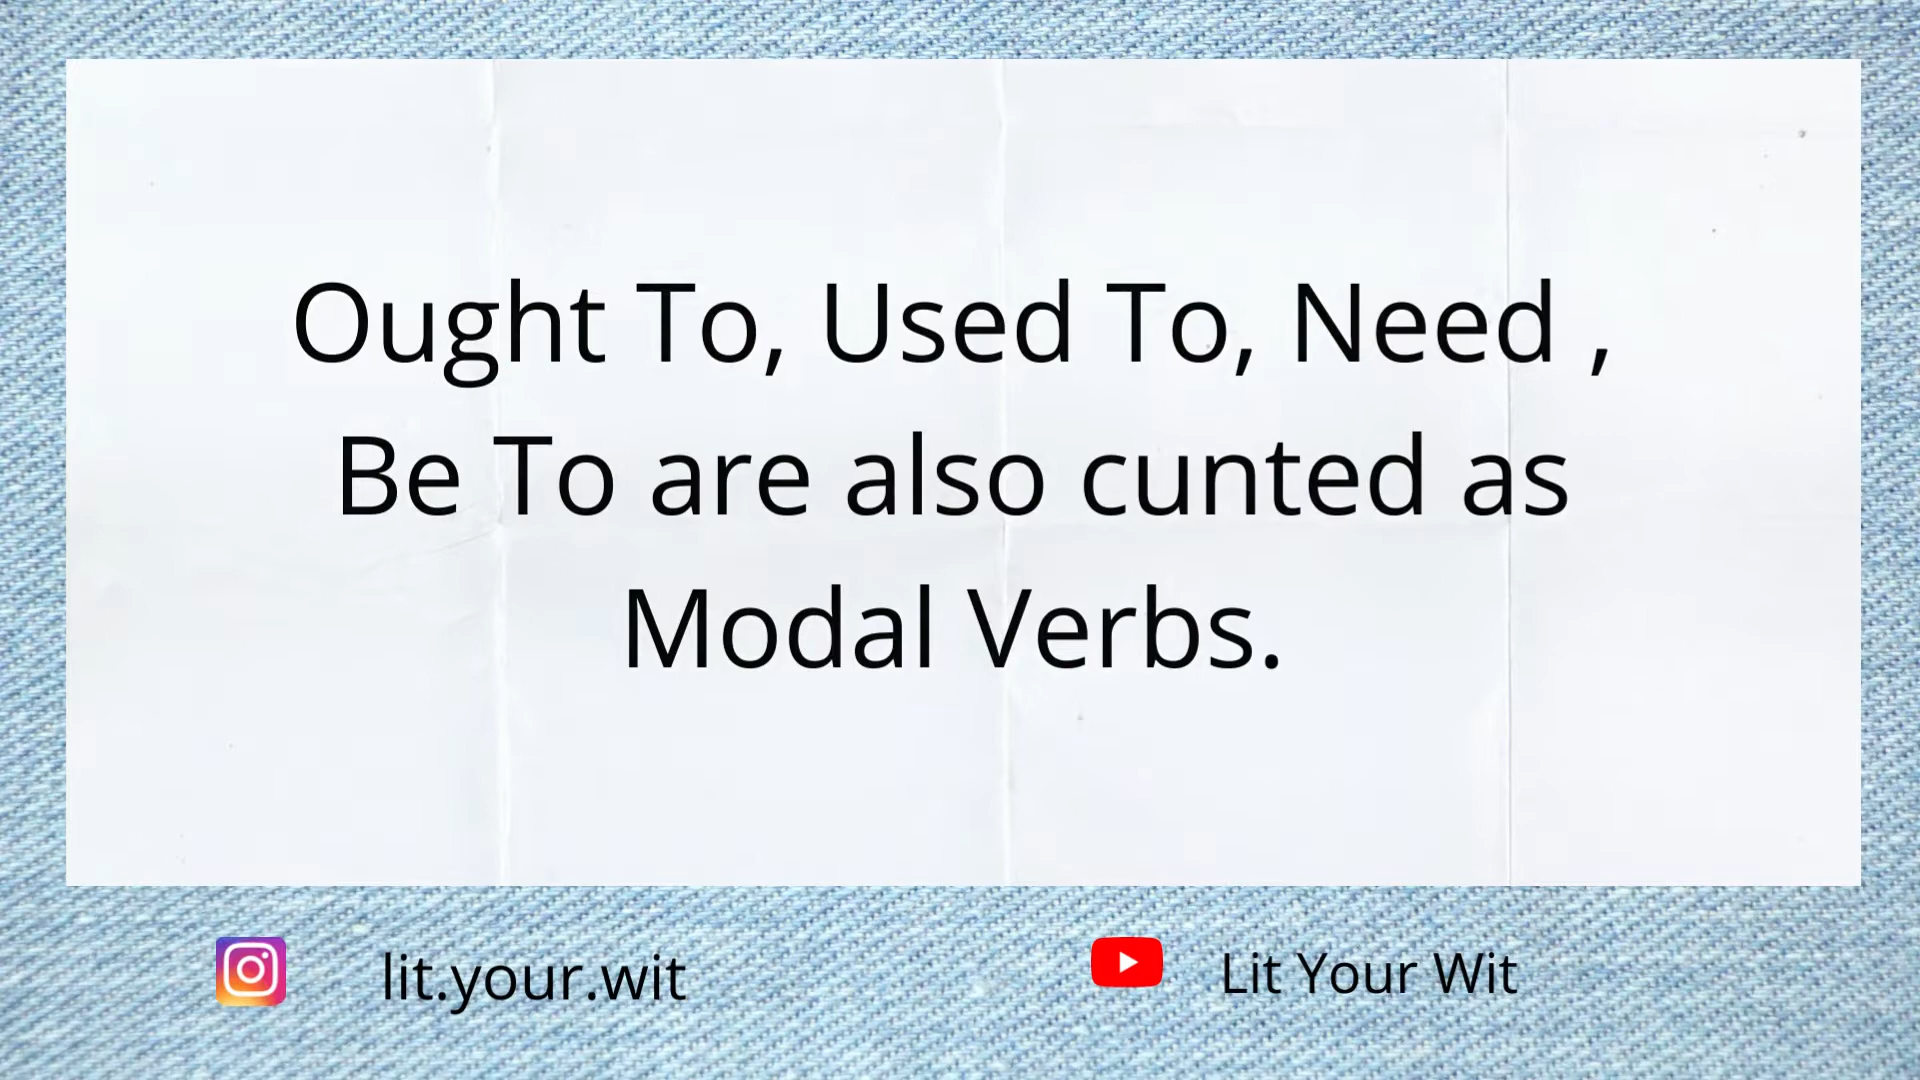 Ought To, Used To, Need ,
Be To are also cunted as
Modal Verbs.
lit.your.wit
Lit Your Wit